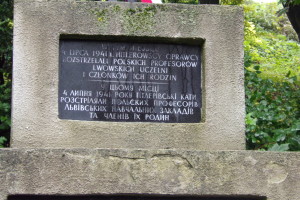 4 LIPCA 1941 R. HITLEROWSCY OPRAWCY
ROZSTRZELALI POLSKICH PROFESORÓW
LWOWSKICH UCZELNI
I CZŁONKÓW ICH RODZIN
У ЦЬОМУ МІСЦІ
4 ЛИПНЯ 1941 РОКУ ГІТЛЕРІВСЬКІ КАТИ
РОЗСТРІЛЯЛИ ПОЛЬСЬКИХ ПРОФЕСОРІВ
ЛЬВІВСЬКИХ НАВЧАЛЬНИХ ЗАКЛАДІВ
ТА ЧЛЕНІВ ЇХ РОДИН